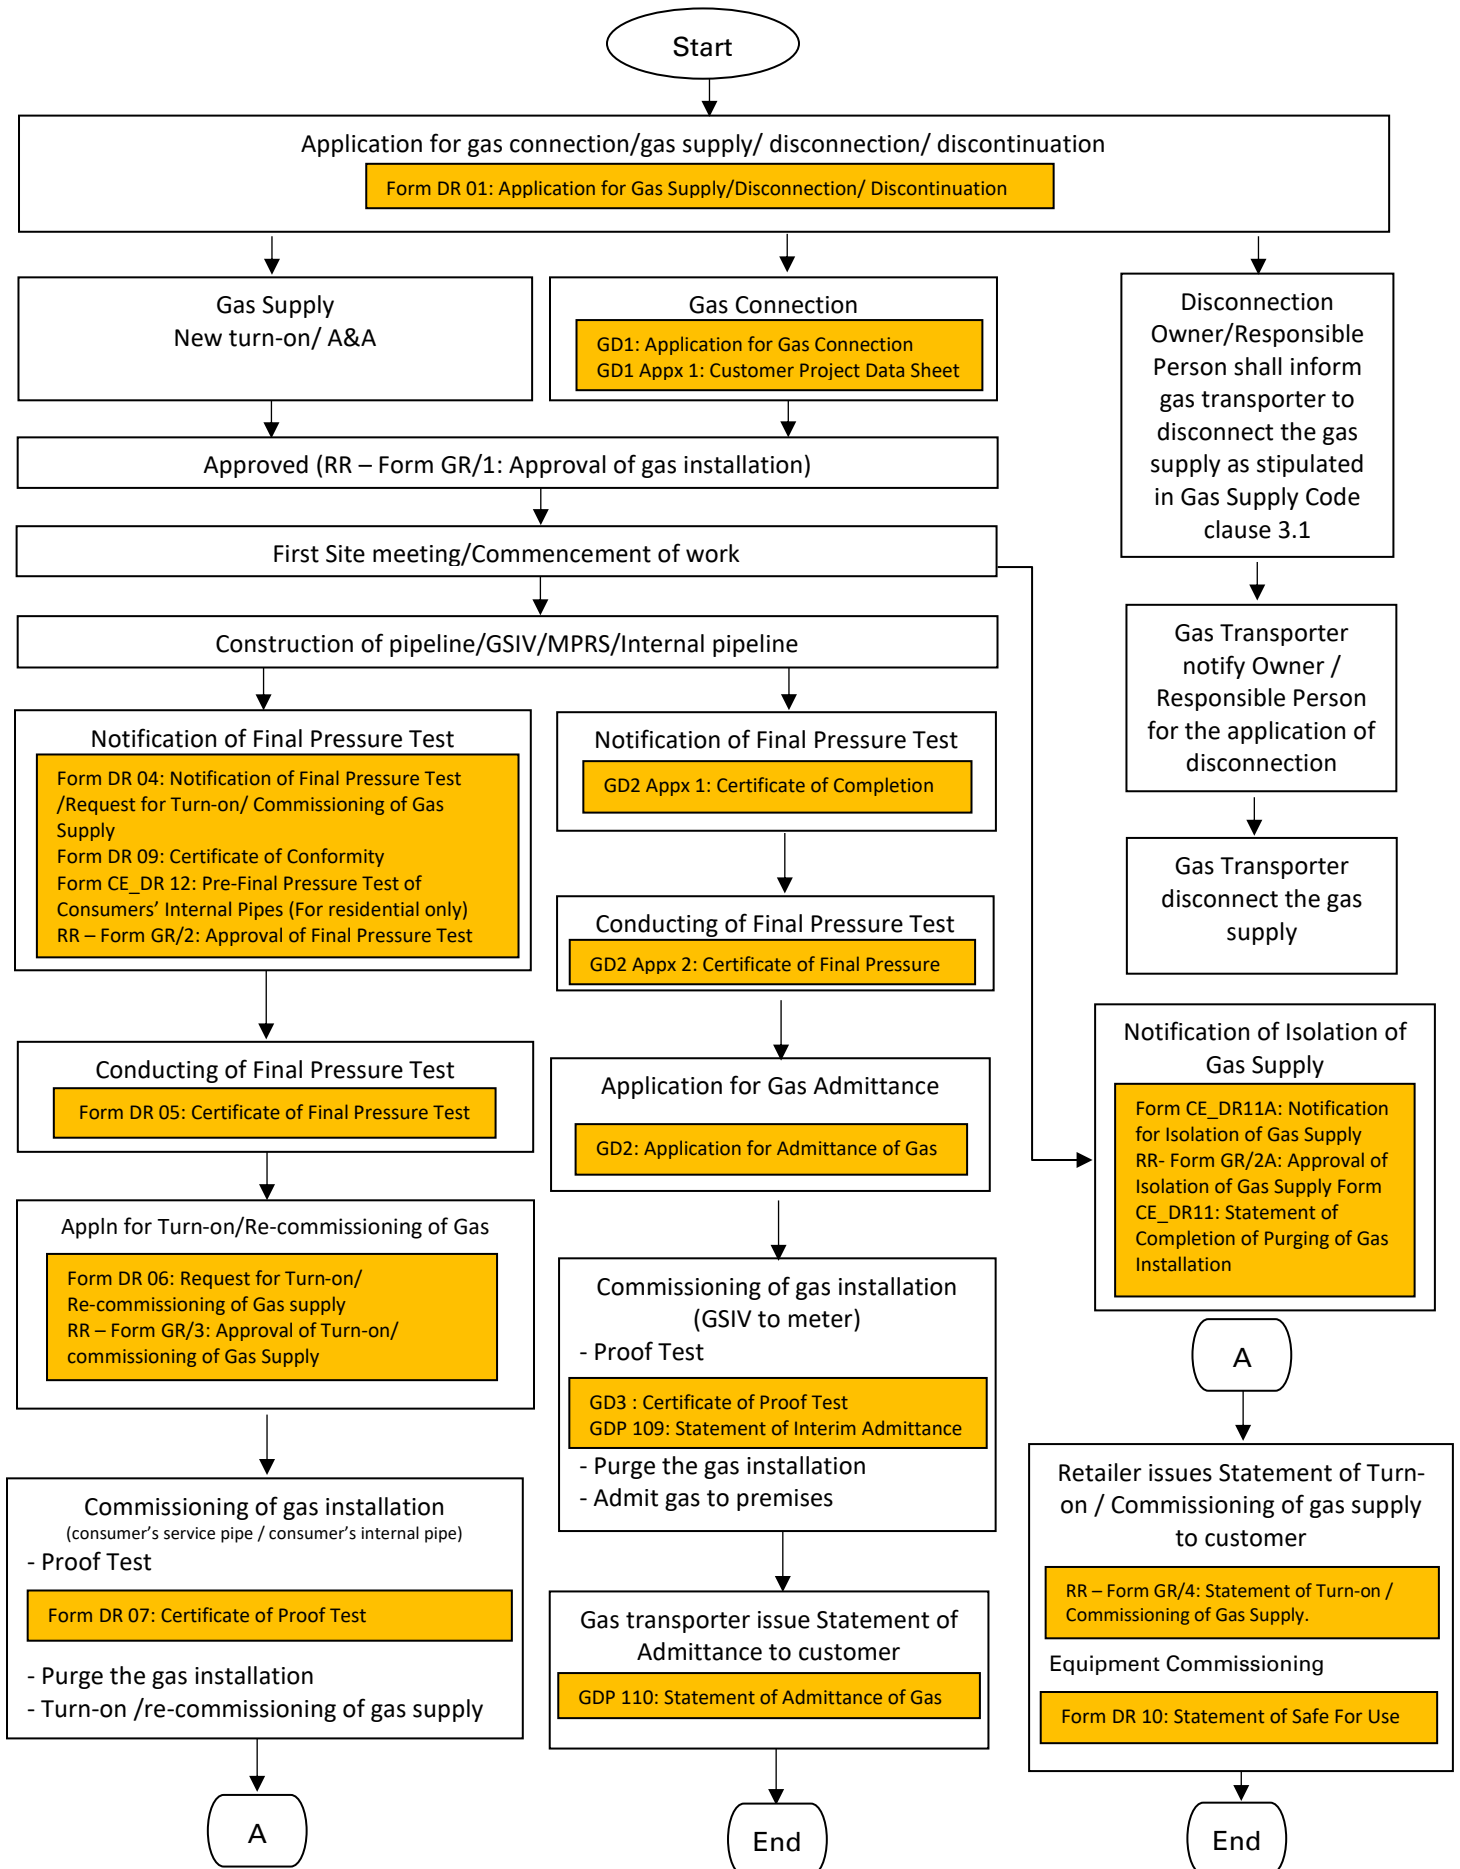 Start
Application for gas connection/gas supply/ disconnection/ discontinuation
Form DR 01: Application for Gas Supply/Disconnection/ Discontinuation
Gas Supply
New turn-on/ A&A
Gas Connection
GD1: Application for Gas Connection
GD1 Appx 1: Customer Project Data Sheet
Disconnection
Owner/Responsible
Person shall inform
gas transporter to
disconnect the gas
supply as stipulated
in Gas Supply Code
clause 3.1
Approved (RR – Form GR/1: Approval of gas installation)
First Site meeting/Commencement of work
Construction of pipeline/GSIV/MPRS/Internal pipeline
Gas Transporter
notify Owner /
Responsible Person
for the application of
disconnection
Gas Transporter
disconnect the gas
supply
Notification of Final Pressure Test
Form DR 04: Notification of Final Pressure Test
/Request for Turn-on/ Commissioning of Gas
Supply
Form DR 09: Certificate of Conformity
Form CE_DR 12: Pre-Final Pressure Test of
Consumers’ Internal Pipes (For residential only)
RR – Form GR/2: Approval of Final Pressure Test
Conducting of Final Pressure Test
Form DR 05: Certificate of Final Pressure Test
Appln for Turn-on/Re-commissioning of Gas
Form DR 06: Request for Turn-on/
Re-commissioning of Gas supply
RR – Form GR/3: Approval of Turn-on/
commissioning of Gas Supply
Commissioning of gas installation
(consumer’s service pipe / consumer’s internal pipe)
- Proof Test
Form DR 07: Certificate of Proof Test
- Purge the gas installation
- Turn-on /re-commissioning of gas supply
A
Notification of Final Pressure Test
GD2 Appx 1: Certificate of Completion
Conducting of Final Pressure Test
GD2 Appx 2: Certificate of Final Pressure
Application for Gas Admittance
GD2: Application for Admittance of Gas
Commissioning of gas installation
(GSIV to meter)
- Proof Test
GD3 : Certificate of Proof Test
GDP 109: Statement of Interim Admittance
- Purge the gas installation
- Admit gas to premises
Gas transporter issue Statement of
Admittance to customer
GDP 110: Statement of Admittance of Gas
End
Notification of Isolation of
Gas Supply
Form CE_DR11A: Notification
for Isolation of Gas Supply
RR- Form GR/2A: Approval of
Isolation of Gas Supply Form
CE_DR11: Statement of
Completion of Purging of Gas
Installation
A
Retailer issues Statement of Turn-
on / Commissioning of gas supply
to customer
RR – Form GR/4: Statement of Turn-on /
Commissioning of Gas Supply.
Equipment Commissioning
Form DR 10: Statement of Safe For Use
End